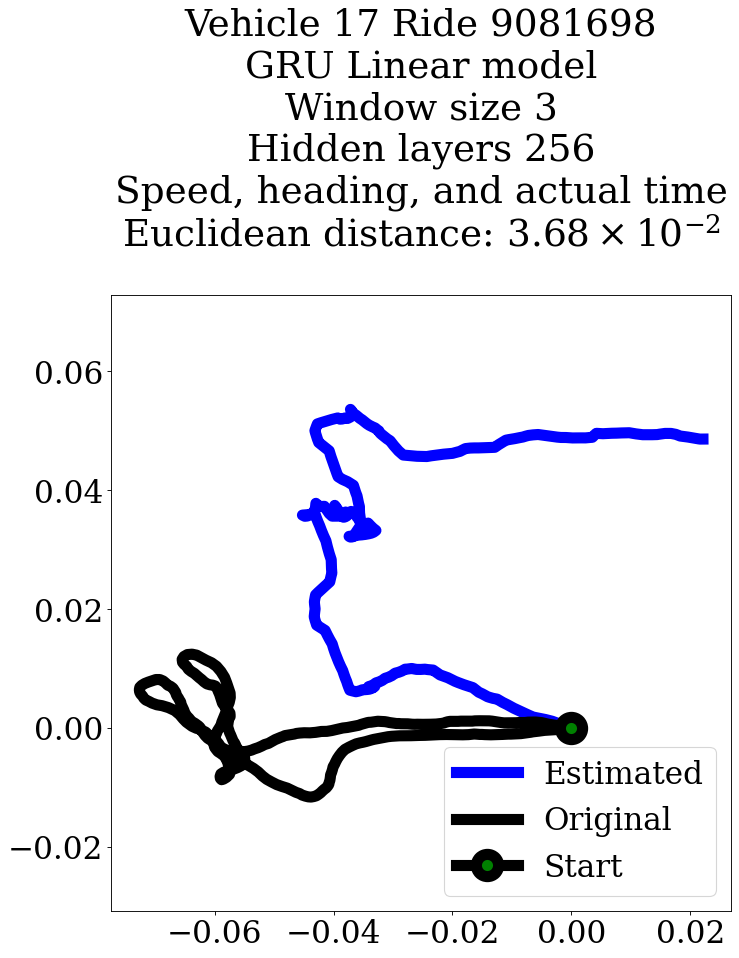 Vehicle 17 Ride 9081698
GRU Linear model
Window size 3
Hidden layers 256
Speed, heading, and actual time
Euclidean distance: 3.68 × 10⁻²
0.06
0.04
0.02
0.00
−0.02
Estimated
Original
Start
−0.06 −0.04 −0.02 0.00 0.02